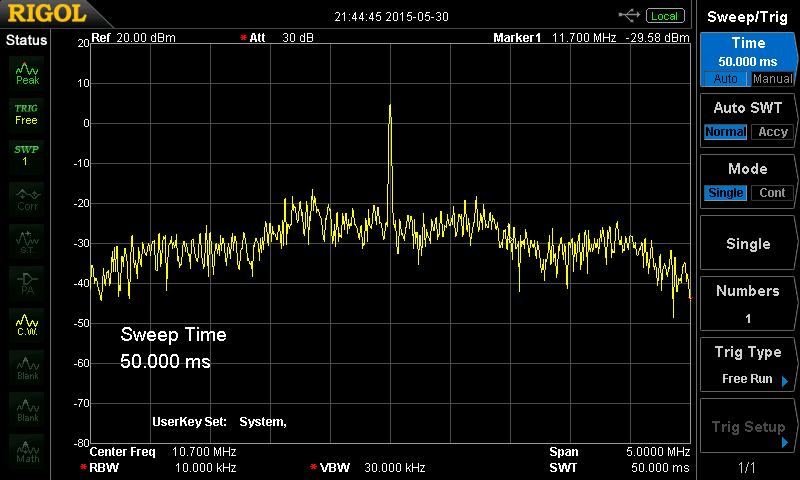 RIGOL
21:44:45 2015-05-30
Local
Sweep/Trig
Status
Ref 20.00 dBm * Att 30 dB Marker1 11.700 MHz -29.58 dBm
Time
50.000 ms
Auto Manual
Peak
TRIG
Free
SWP
1
Corr
S.T.
PA
C.W.
Blank
Blank
Math
20
10
0
-10
-20
-30
-40
-50
-60
-70
-80
Sweep Time
50.000 ms
UserKey Set: System,
Auto SWT
Normal Accy
Mode
Single Cont
Single
Numbers
1
Trig Type
Free Run
Trig Setup
1/1
Center Freq 10.700 MHz Span 5.0000 MHz
* RBW 10.000 kHz * VBW 30.000 kHz SWT 50.000 ms